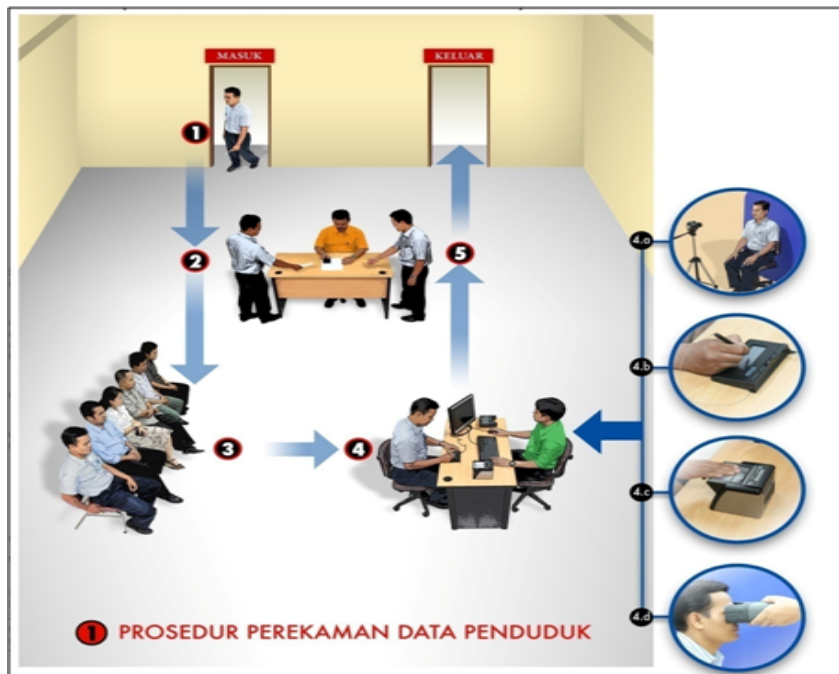 MASUK
KELUAR
1
2
5
3
4
4.a
4.b
4.c
4.d
1 PROSEDUR PEREKAMAN DATA PENDUDUK